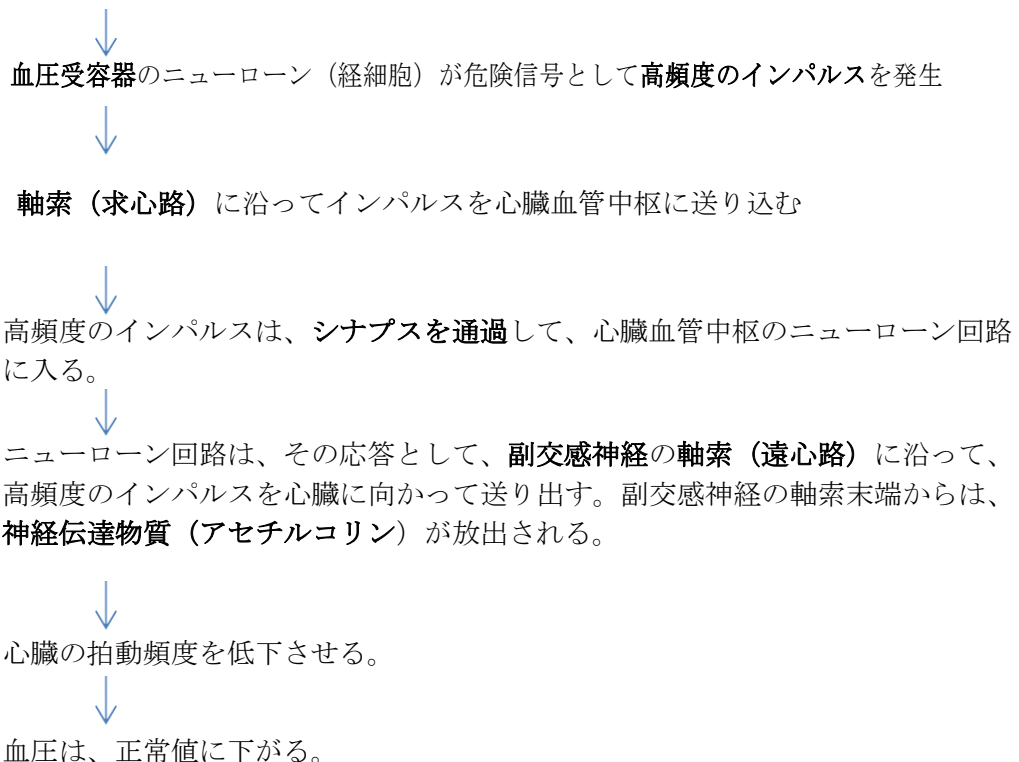 血圧受容器のニューローン（経細胞）が危険信号として高頻度のインパルスを発生
軸索（求心路）に沿ってインパルスを心臓血管中枢に送り込む
高頻度のインパルスは、シナプスを通過して、心臓血管中枢のニューローン回路
に入る。
ニューローン回路は、その応答として、副交感神経の軸索（遠心路）に沿って、
高頻度のインパルスを心臓に向かって送り出す。副交感神経の軸索末端からは、
神経伝達物質（アセチルコリン）が放出される。
心臓の拍動頻度を低下させる。
血圧は、正常値に下がる。